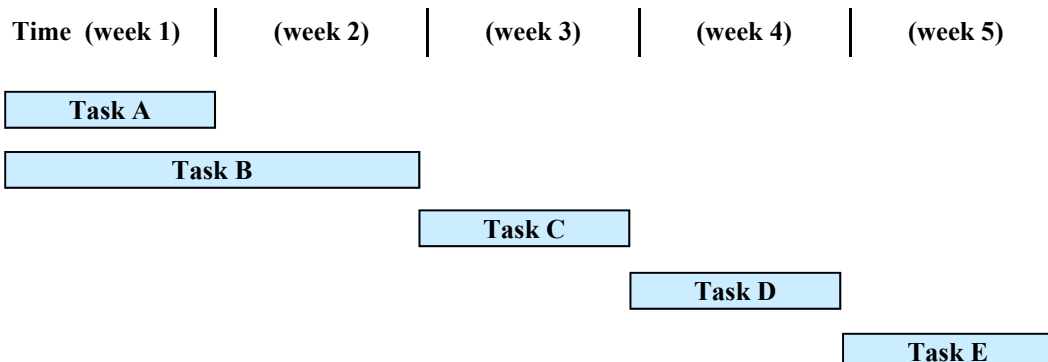 Time (week 1) (week 2) (week 3) (week 4) (week 5)
Task A
Task B
Task C
Task D
Task E